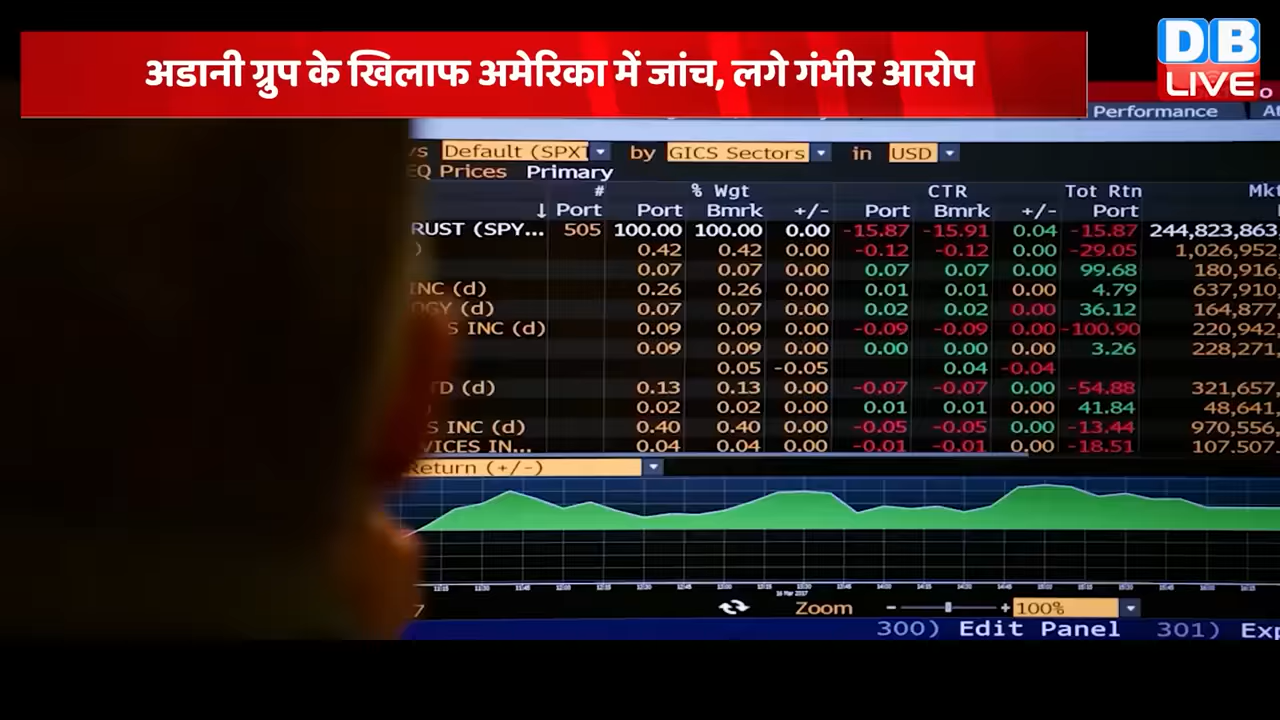 अडानी ग्रुप के खिलाफ अमेरिका में जांच, लगे गंभीर आरोप
DB
LIVE
Performance
vs Default (SPXT by GICS Sectors in USD
EQ Prices Primary
# % Wgt CTR Tot Rtn Mkt
↓ Port Port Bmrk +/- Port Bmrk +/- Port
RUST (SPY... 505 100.00 100.00 0.00 -15.87 -15.91 0.04 -15.87 244,823,863
) 0.42 0.42 0.00 -0.12 -0.12 0.00 -29.05 1,026,952
0.07 0.07 0.00 0.07 0.07 0.00 99.68 180,916
INC (d) 0.26 0.26 0.00 0.01 0.01 0.00 4.79 637,910
OGY (d) 0.07 0.07 0.00 0.02 0.02 0.00 36.12 164,877
S INC (d) 0.09 0.09 0.00 -0.09 -0.09 0.00 -100.90 220,942
0.09 0.09 0.00 0.00 0.00 0.00 3.26 228,271
0.05 -0.05 0.04 -0.04
TD (d) 0.13 0.13 0.00 -0.07 -0.07 0.00 -54.88 321,657
) 0.02 0.02 0.00 0.01 0.01 0.00 41.84 48,641
S INC (d) 0.40 0.40 0.00 -0.05 -0.05 0.00 -13.44 970,556
VICES IN... 0.04 0.04 0.00 -0.01 -0.01 0.00 -18.51 107,507
Return (+/-)
16 Mar 2017
7 Zoom - + 100%
300) Edit Panel 301) Exp